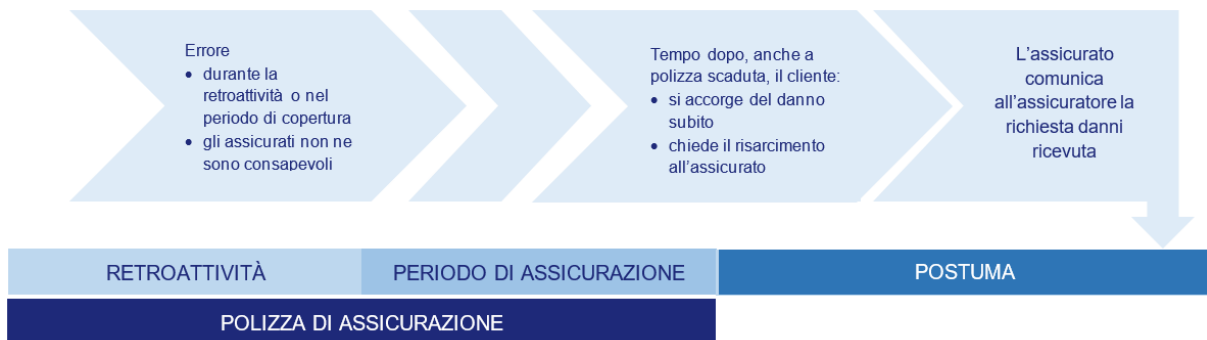 Errore
• durante la
retroattività o nel
periodo di copertura
• gli assicurati non ne
sono consapevoli
Tempo dopo, anche a
polizza scaduta, il cliente:
• si accorge del danno
subito
• chiede il risarcimento
all’assicurato
L’assicurato
comunica
all’assicuratore la
richiesta danni
ricevuta
RETROATTIVITÀ
PERIODO DI ASSICURAZIONE
POSTUMA
POLIZZA DI ASSICURAZIONE